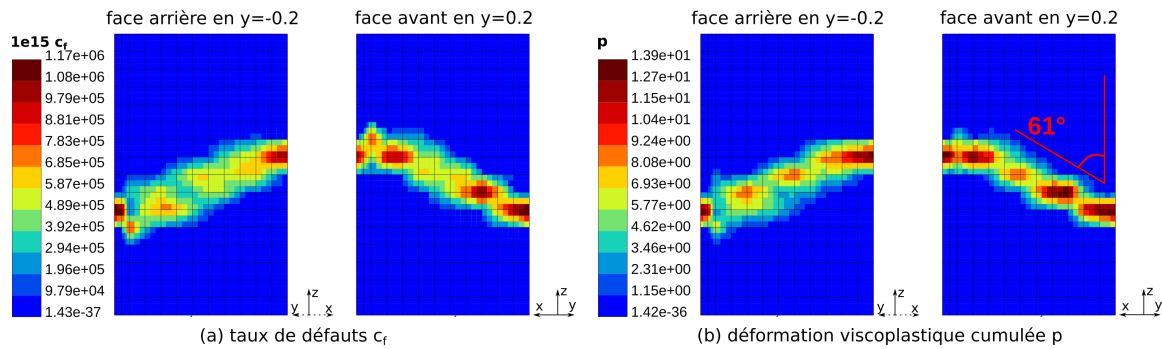 face arrière en y=-0.2
face avant en y=0.2
1e15 c_f
1.17e+06
1.08e+06
9.79e+05
8.81e+05
7.83e+05
6.85e+05
5.87e+05
4.89e+05
3.92e+05
2.94e+05
1.96e+05
9.79e+04
1.43e-37
z
y x
z
x y
(a) taux de défauts c_f
face arrière en y=-0.2
face avant en y=0.2
p
1.39e+01
1.27e+01
1.15e+01
1.04e+01
9.24e+00
8.08e+00
6.93e+00
5.77e+00
4.62e+00
3.46e+00
2.31e+00
1.15e+00
1.42e-36
61°
z
y x
z
x y
(b) déformation viscoplastique cumulée p